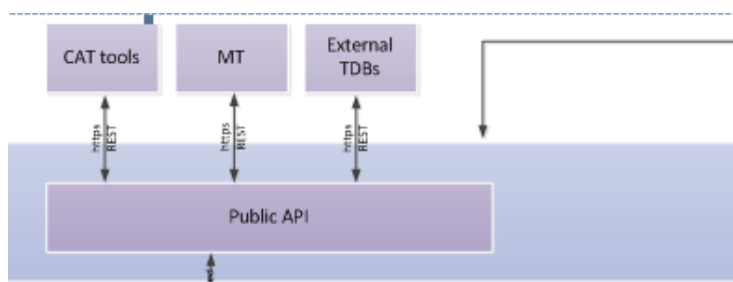 CAT tools
MT
External
TDBs
https
REST
https
REST
https
REST
Public API